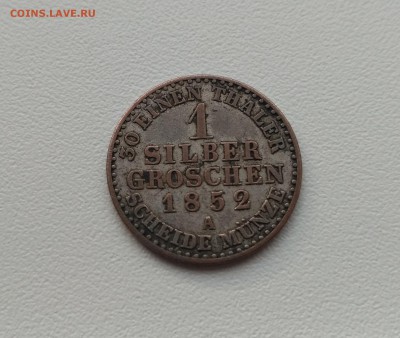 COINS.LAVE.RU
30 EINEN THALER
1
SILBER
GROSCHEN
1852
A
SCHEIDE MÜNZE